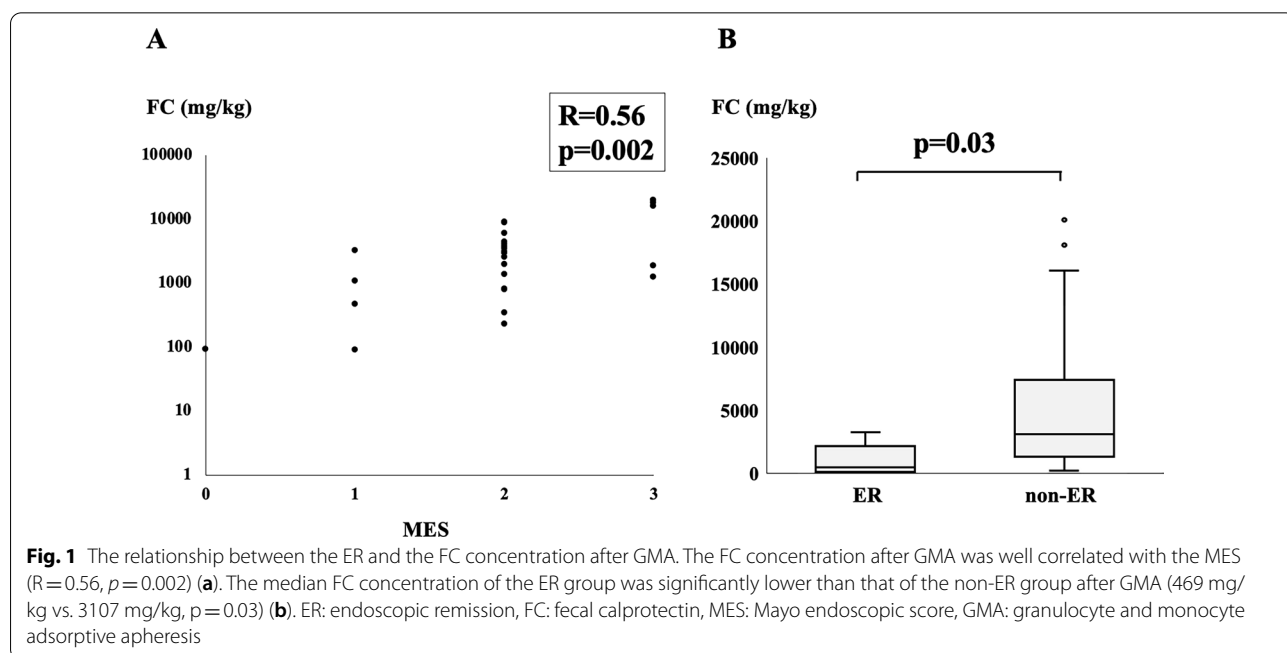 A
FC (mg/kg)
R=0.56
p=0.002
100000
10000
1000
100
10
1
0
1
2
3
MES
B
FC (mg/kg)
p=0.03
25000
20000
15000
10000
5000
0
ER
non-ER
Fig. 1 The relationship between the ER and the FC concentration after GMA. The FC concentration after GMA was well correlated with the MES
(R = 0.56, p = 0.002) (a). The median FC concentration of the ER group was significantly lower than that of the non-ER group after GMA (469 mg/
kg vs. 3107 mg/kg, p = 0.03) (b). ER: endoscopic remission, FC: fecal calprotectin, MES: Mayo endoscopic score, GMA: granulocyte and monocyte
adsorptive apheresis